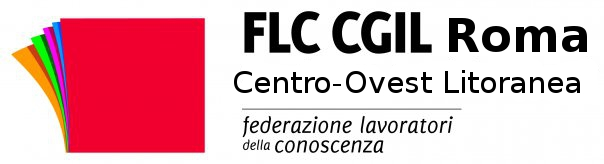 FLC CGIL Roma
Centro-Ovest Litoranea
federazione lavoratori
della conoscenza